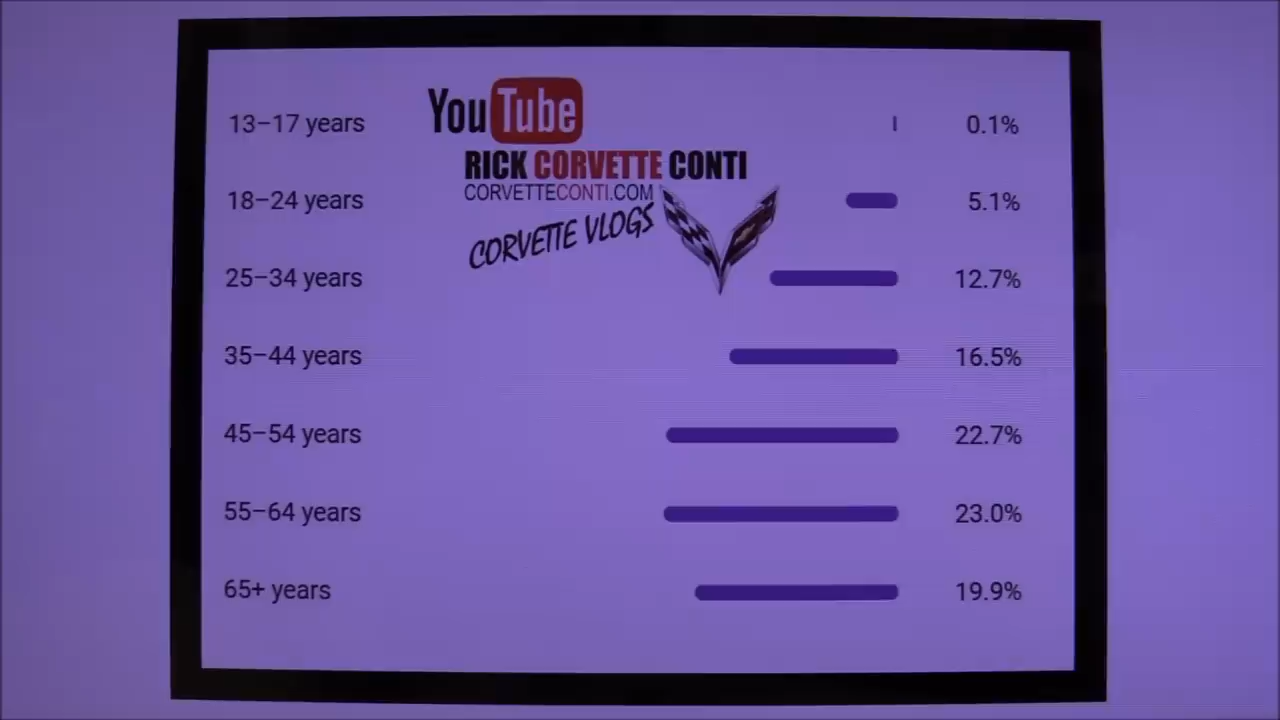 YouTube
RICK CORVETTE CONTI
CORVETTECONTI.COM
CORVETTE VLOGS
13–17 years 0.1%
18–24 years 5.1%
25–34 years 12.7%
35–44 years 16.5%
45–54 years 22.7%
55–64 years 23.0%
65+ years 19.9%